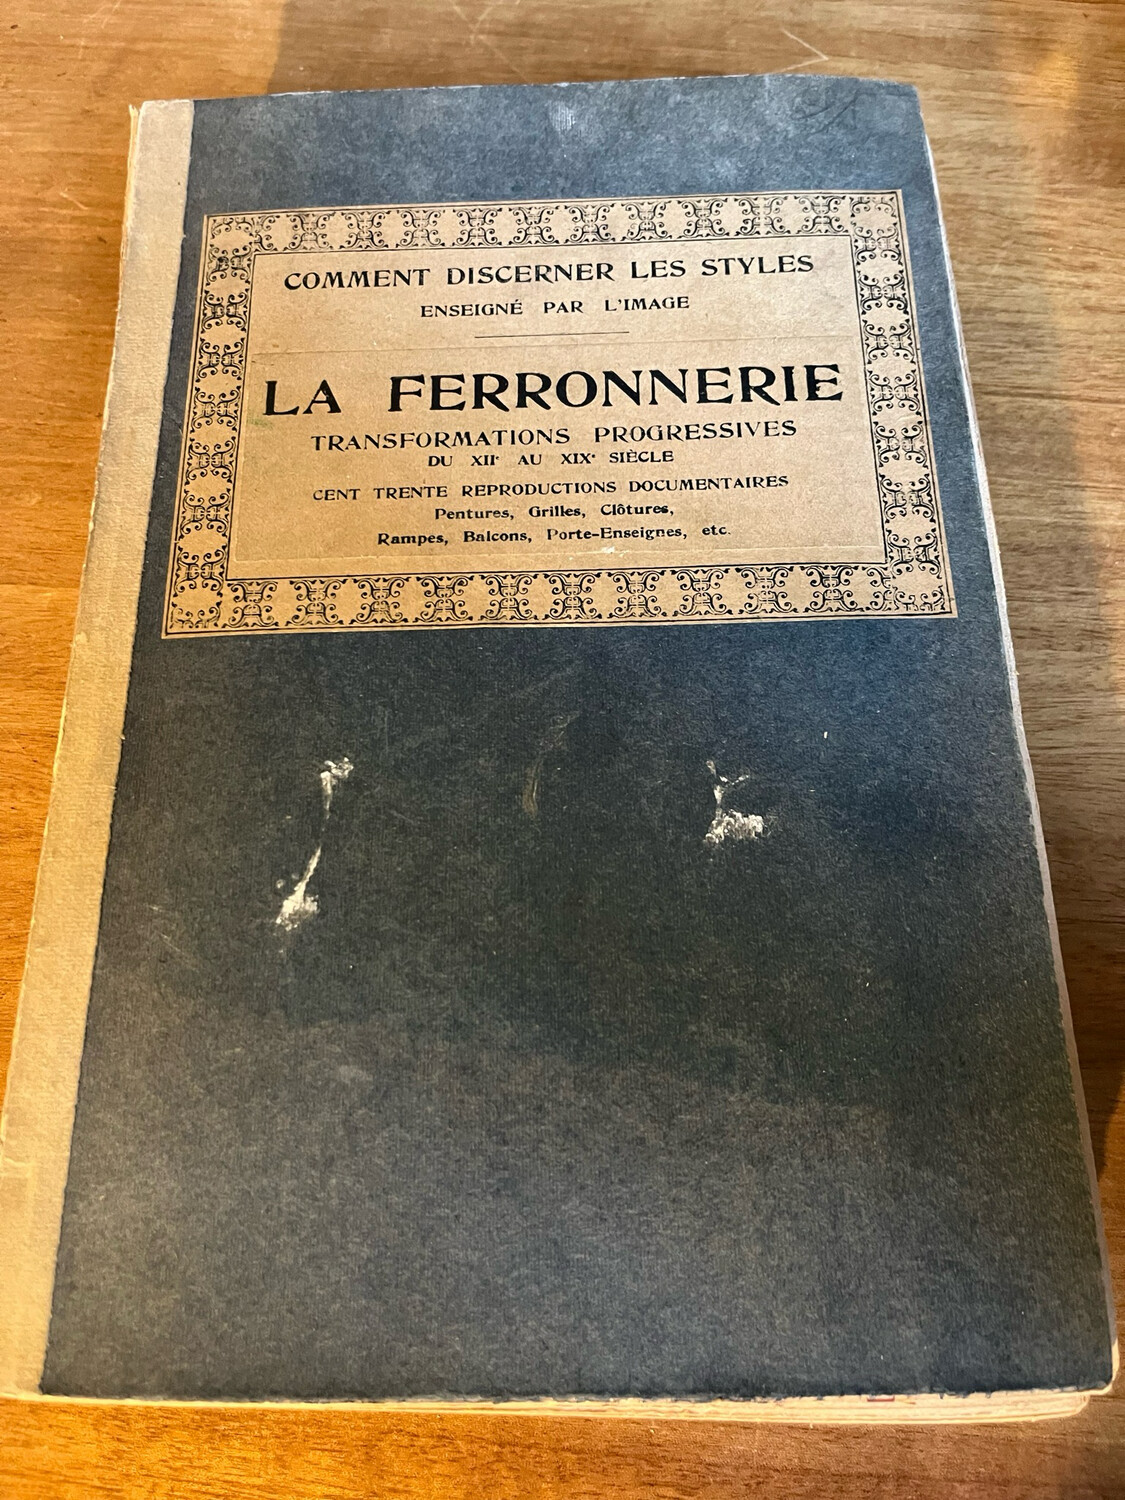 COMMENT DISCERNER LES STYLES
ENSEIGNÉ PAR L'IMAGE
LA FERRONNERIE
TRANSFORMATIONS PROGRESSIVES
DU XIIᵉ AU XIXᵉ SIÈCLE
CENT TRENTE REPRODUCTIONS DOCUMENTAIRES
Pentures, Grilles, Clôtures,
Rampes, Balcons, Porte-Enseignes, etc.